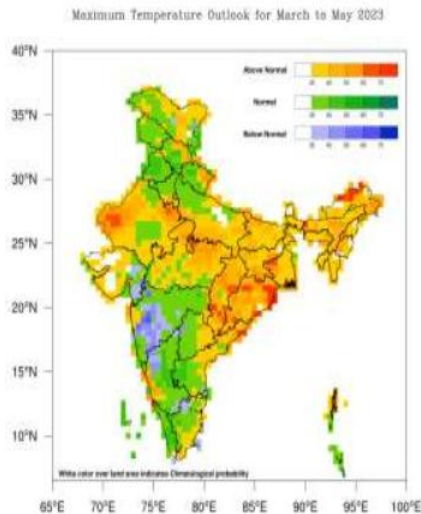 Maximum Temperature Outlook for March to May 2023
40°N
35°N
30°N
25°N
20°N
15°N
10°N
Above Normal
Normal
Below Normal
White color over land area indicates Climatological probability
65°E
70°E
75°E
80°E
85°E
90°E
95°E
100°E